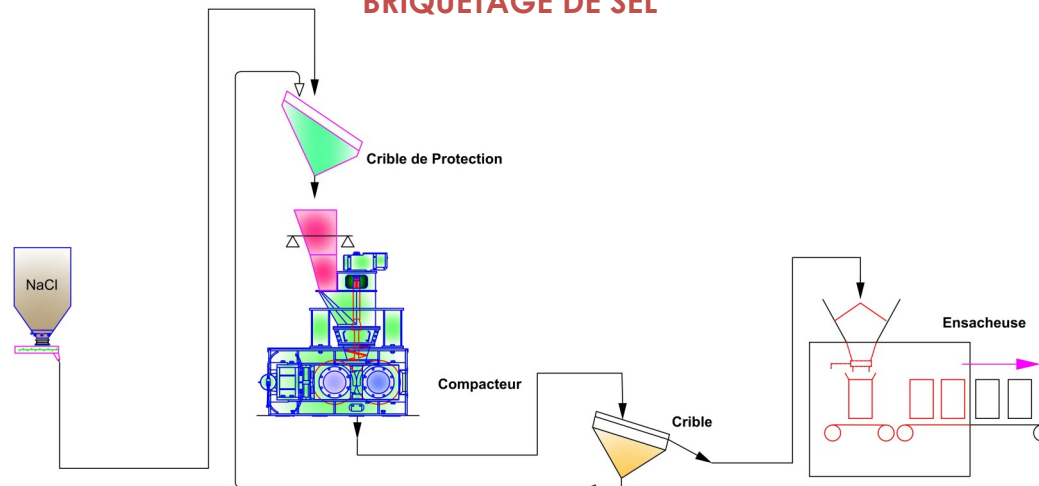 BRIQUETAGE DE SEL
Crible de Protection
NaCl
Ensacheuse
Compacteur
Crible